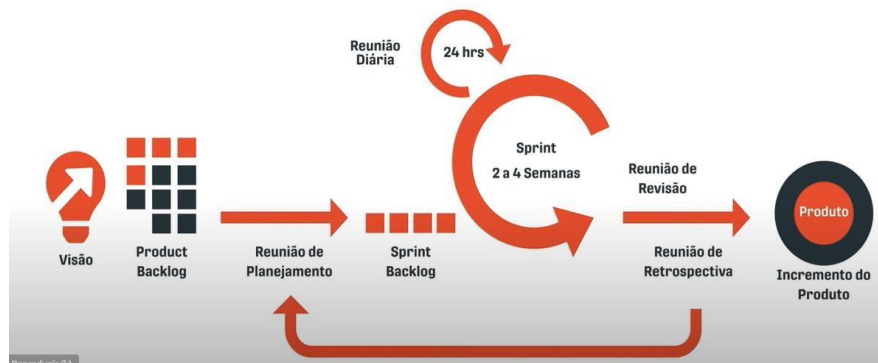 Reunião
Diária
24 hrs
Sprint
2 a 4 Semanas
Reunião de
Revisão
Produto
Visão
Product
Backlog
Reunião de
Planejamento
Sprint
Backlog
Reunião de
Retrospectiva
Incremento do
Produto